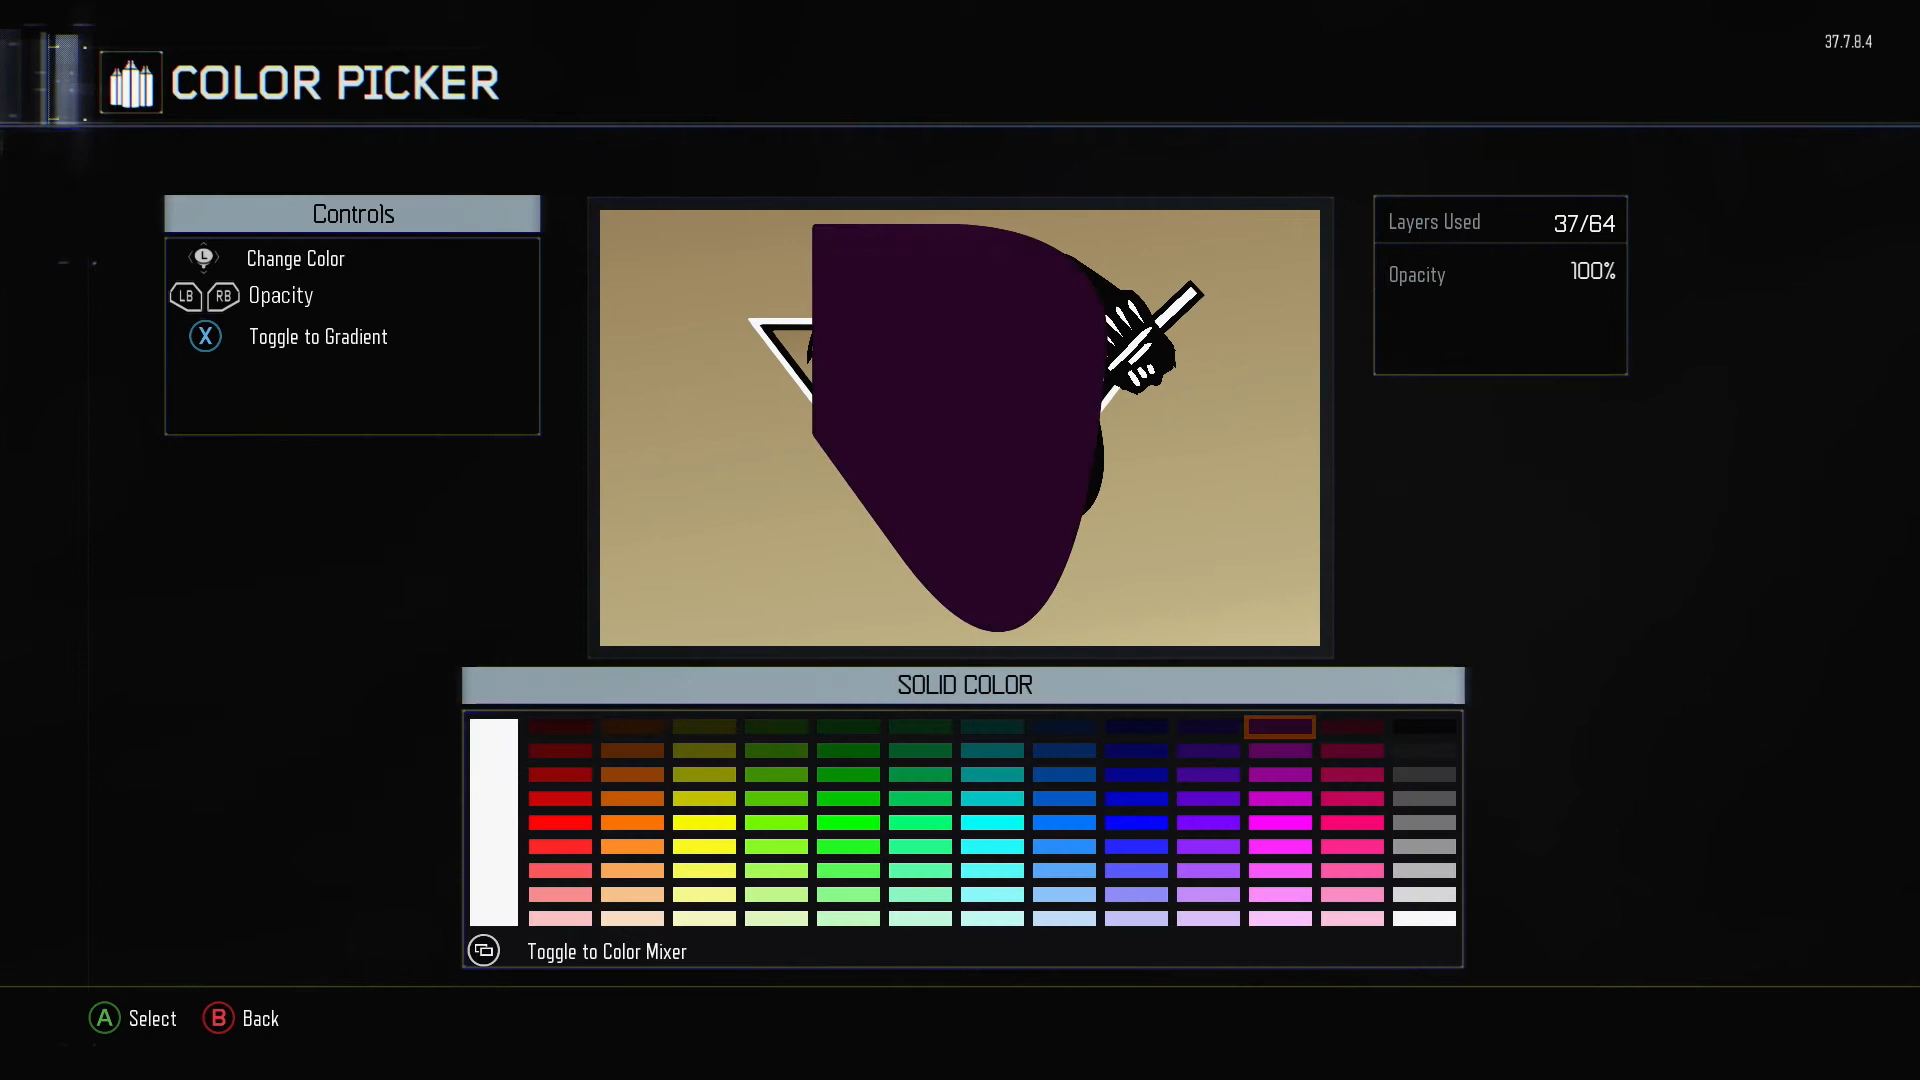 37.7.8.4
COLOR PICKER
Controls
L Change Color
LB RB Opacity
X Toggle to Gradient
Layers Used 37/64
Opacity 100%
SOLID COLOR
Toggle to Color Mixer
A Select B Back